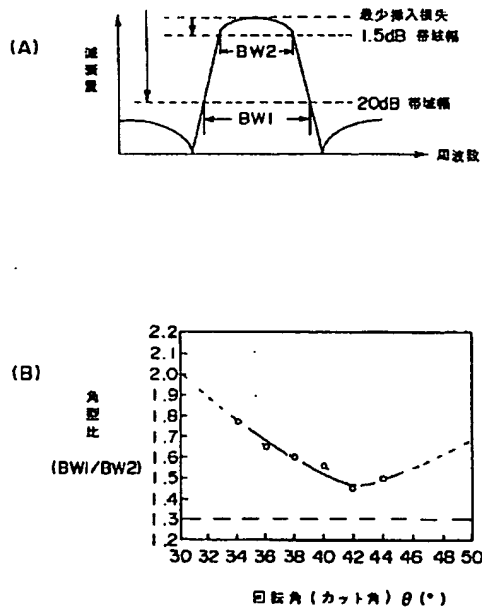 (A)
減衰量
最少挿入損失
1.5dB 帯域幅
BW2
20dB 帯域幅
BW1
周波数
(B)
角型比
(BW1/BW2)
2.2
2.1
2.0
1.9
1.8
1.7
1.6
1.5
1.4
1.3
1.2
30 32 34 36 38 40 42 44 46 48 50
回転角(カット角) θ (°)